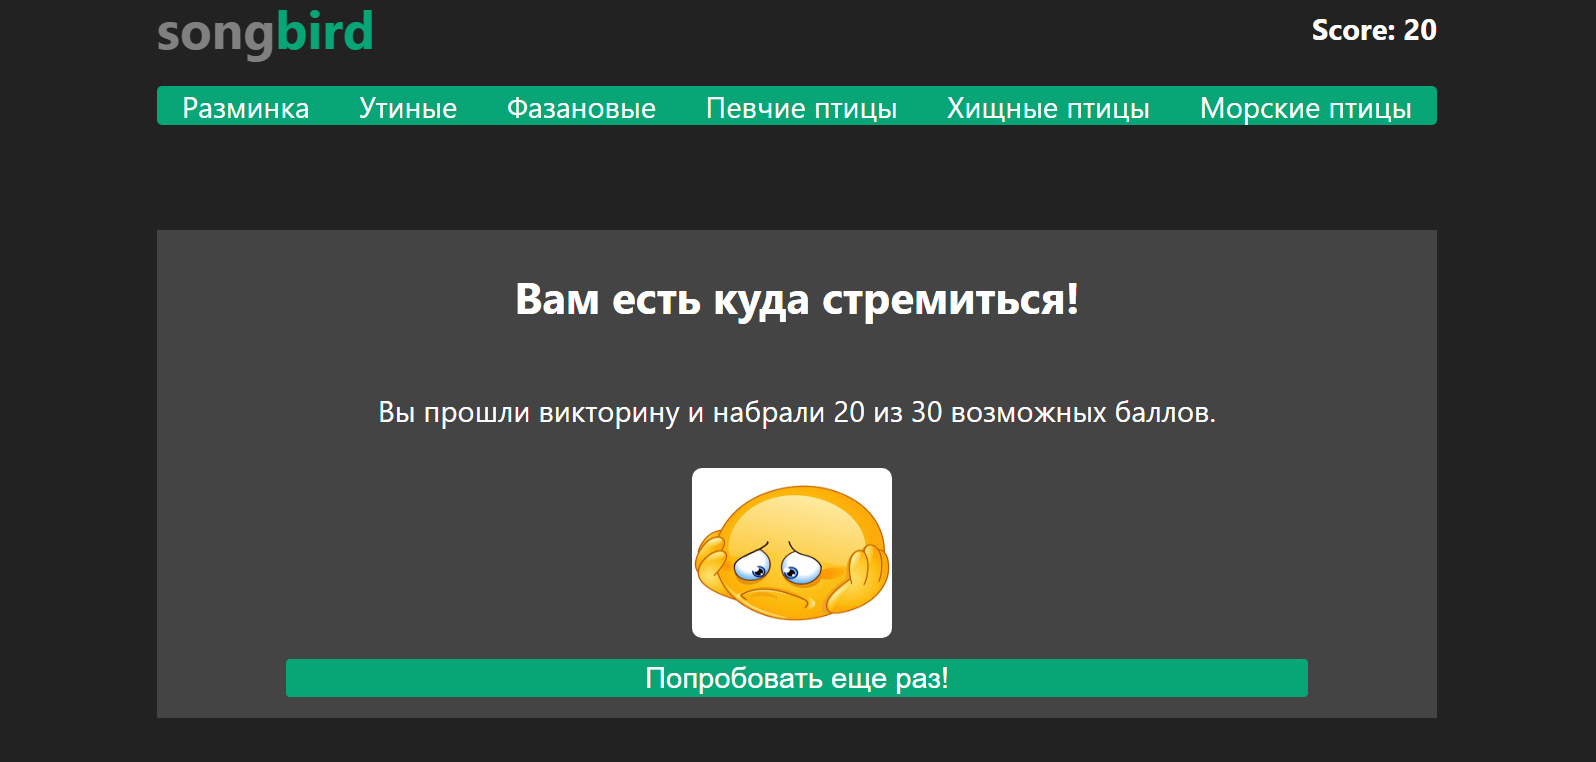 songbird
Score: 20
Разминка Утиные Фазановые Певчие птицы Хищные птицы Морские птицы
Вам есть куда стремиться!
Вы прошли викторину и набрали 20 из 30 возможных баллов.
Попробовать еще раз!